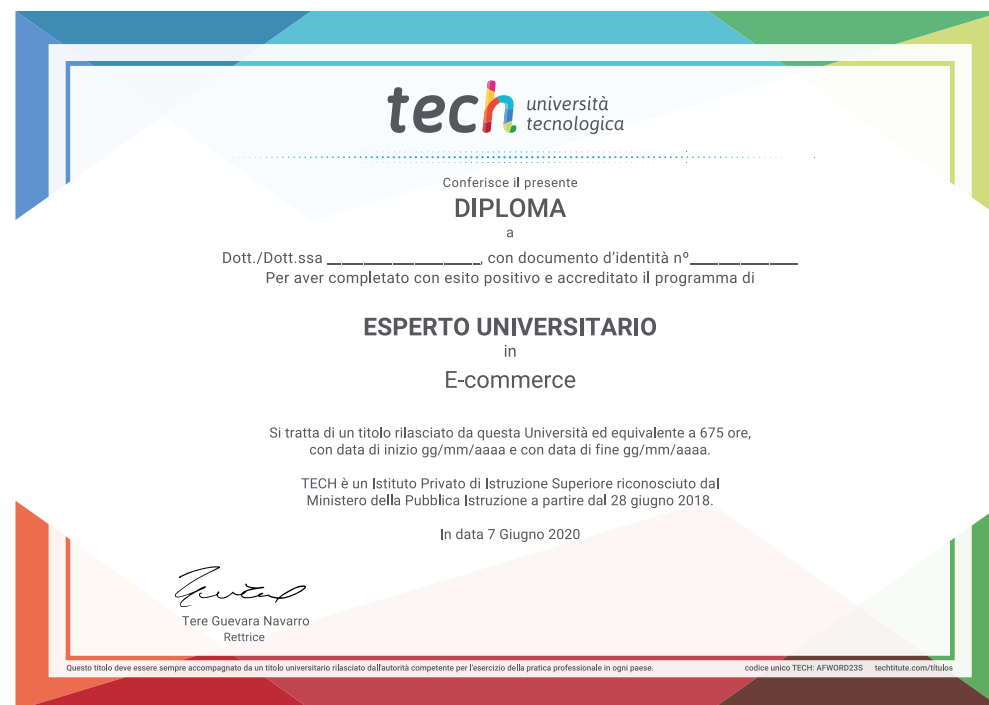 tech università
tecnologica
Conferisce il presente
DIPLOMA
a
Dott./Dott.ssa ____________________, con documento d'identità nº______________
Per aver completato con esito positivo e accreditato il programma di
ESPERTO UNIVERSITARIO
in
E-commerce
Si tratta di un titolo rilasciato da questa Università ed equivalente a 675 ore,
con data di inizio gg/mm/aaaa e con data di fine gg/mm/aaaa.
TECH è un Istituto Privato di Istruzione Superiore riconosciuto dal
Ministero della Pubblica Istruzione a partire dal 28 giugno 2018.
In data 7 Giugno 2020
Tere Guevara Navarro
Rettrice
Questo titolo deve essere sempre accompagnato da un titolo universitario rilasciato dall'autorità competente per l'esercizio della pratica professionale in ogni paese.
codice unico TECH: AFWORD23S techtitute.com/títulos